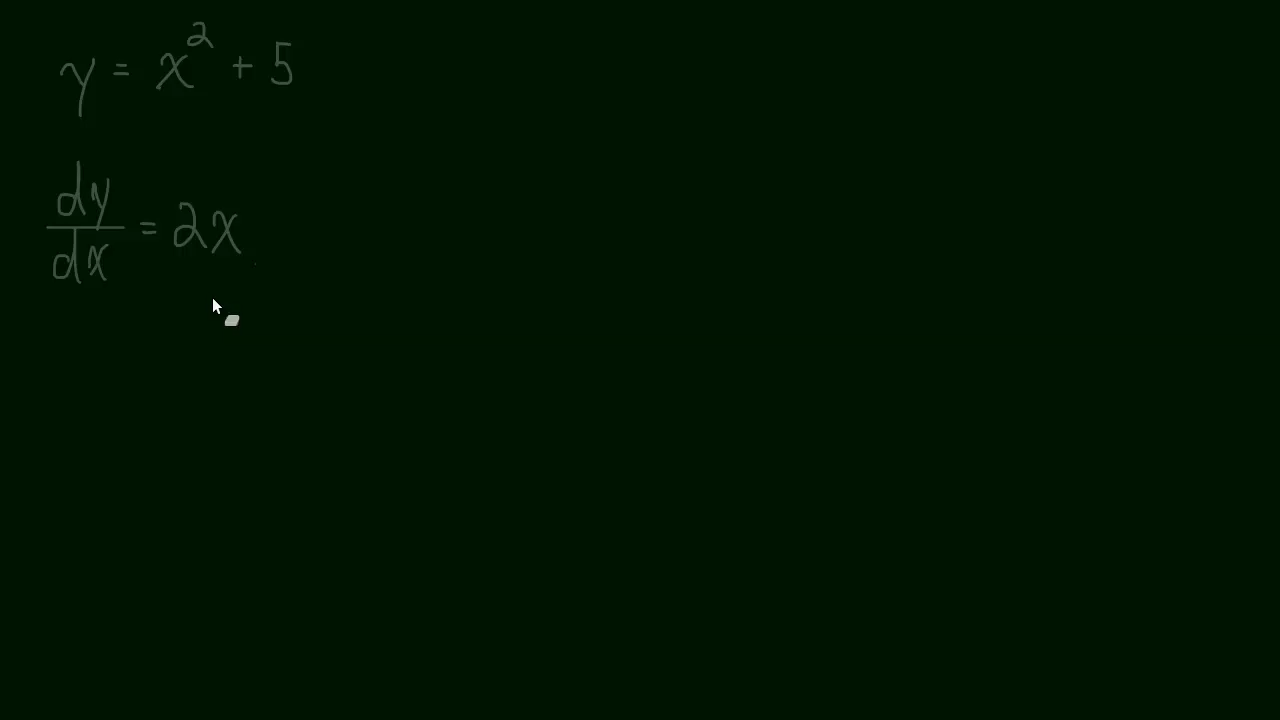 y = x² + 5
dy/dx = 2x